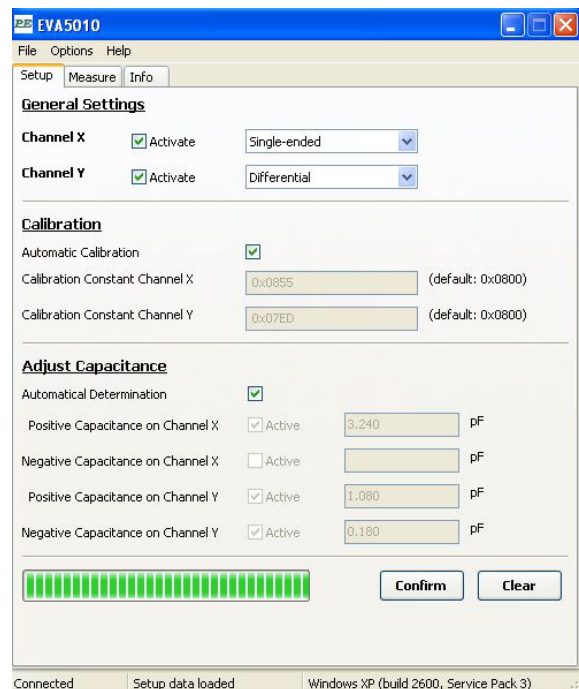 PE EVA5010
File Options Help
Setup Measure Info
General Settings
Channel X Activate Single-ended
Channel Y Activate Differential
Calibration
Automatic Calibration
Calibration Constant Channel X 0x0855 (default: 0x0800)
Calibration Constant Channel Y 0x07ED (default: 0x0800)
Adjust Capacitance
Automatical Determination
Positive Capacitance on Channel X Active 3.240 pF
Negative Capacitance on Channel X Active pF
Positive Capacitance on Channel Y Active 1.080 pF
Negative Capacitance on Channel Y Active 0.180 pF
Confirm Clear
Connected Setup data loaded Windows XP (build 2600, Service Pack 3)